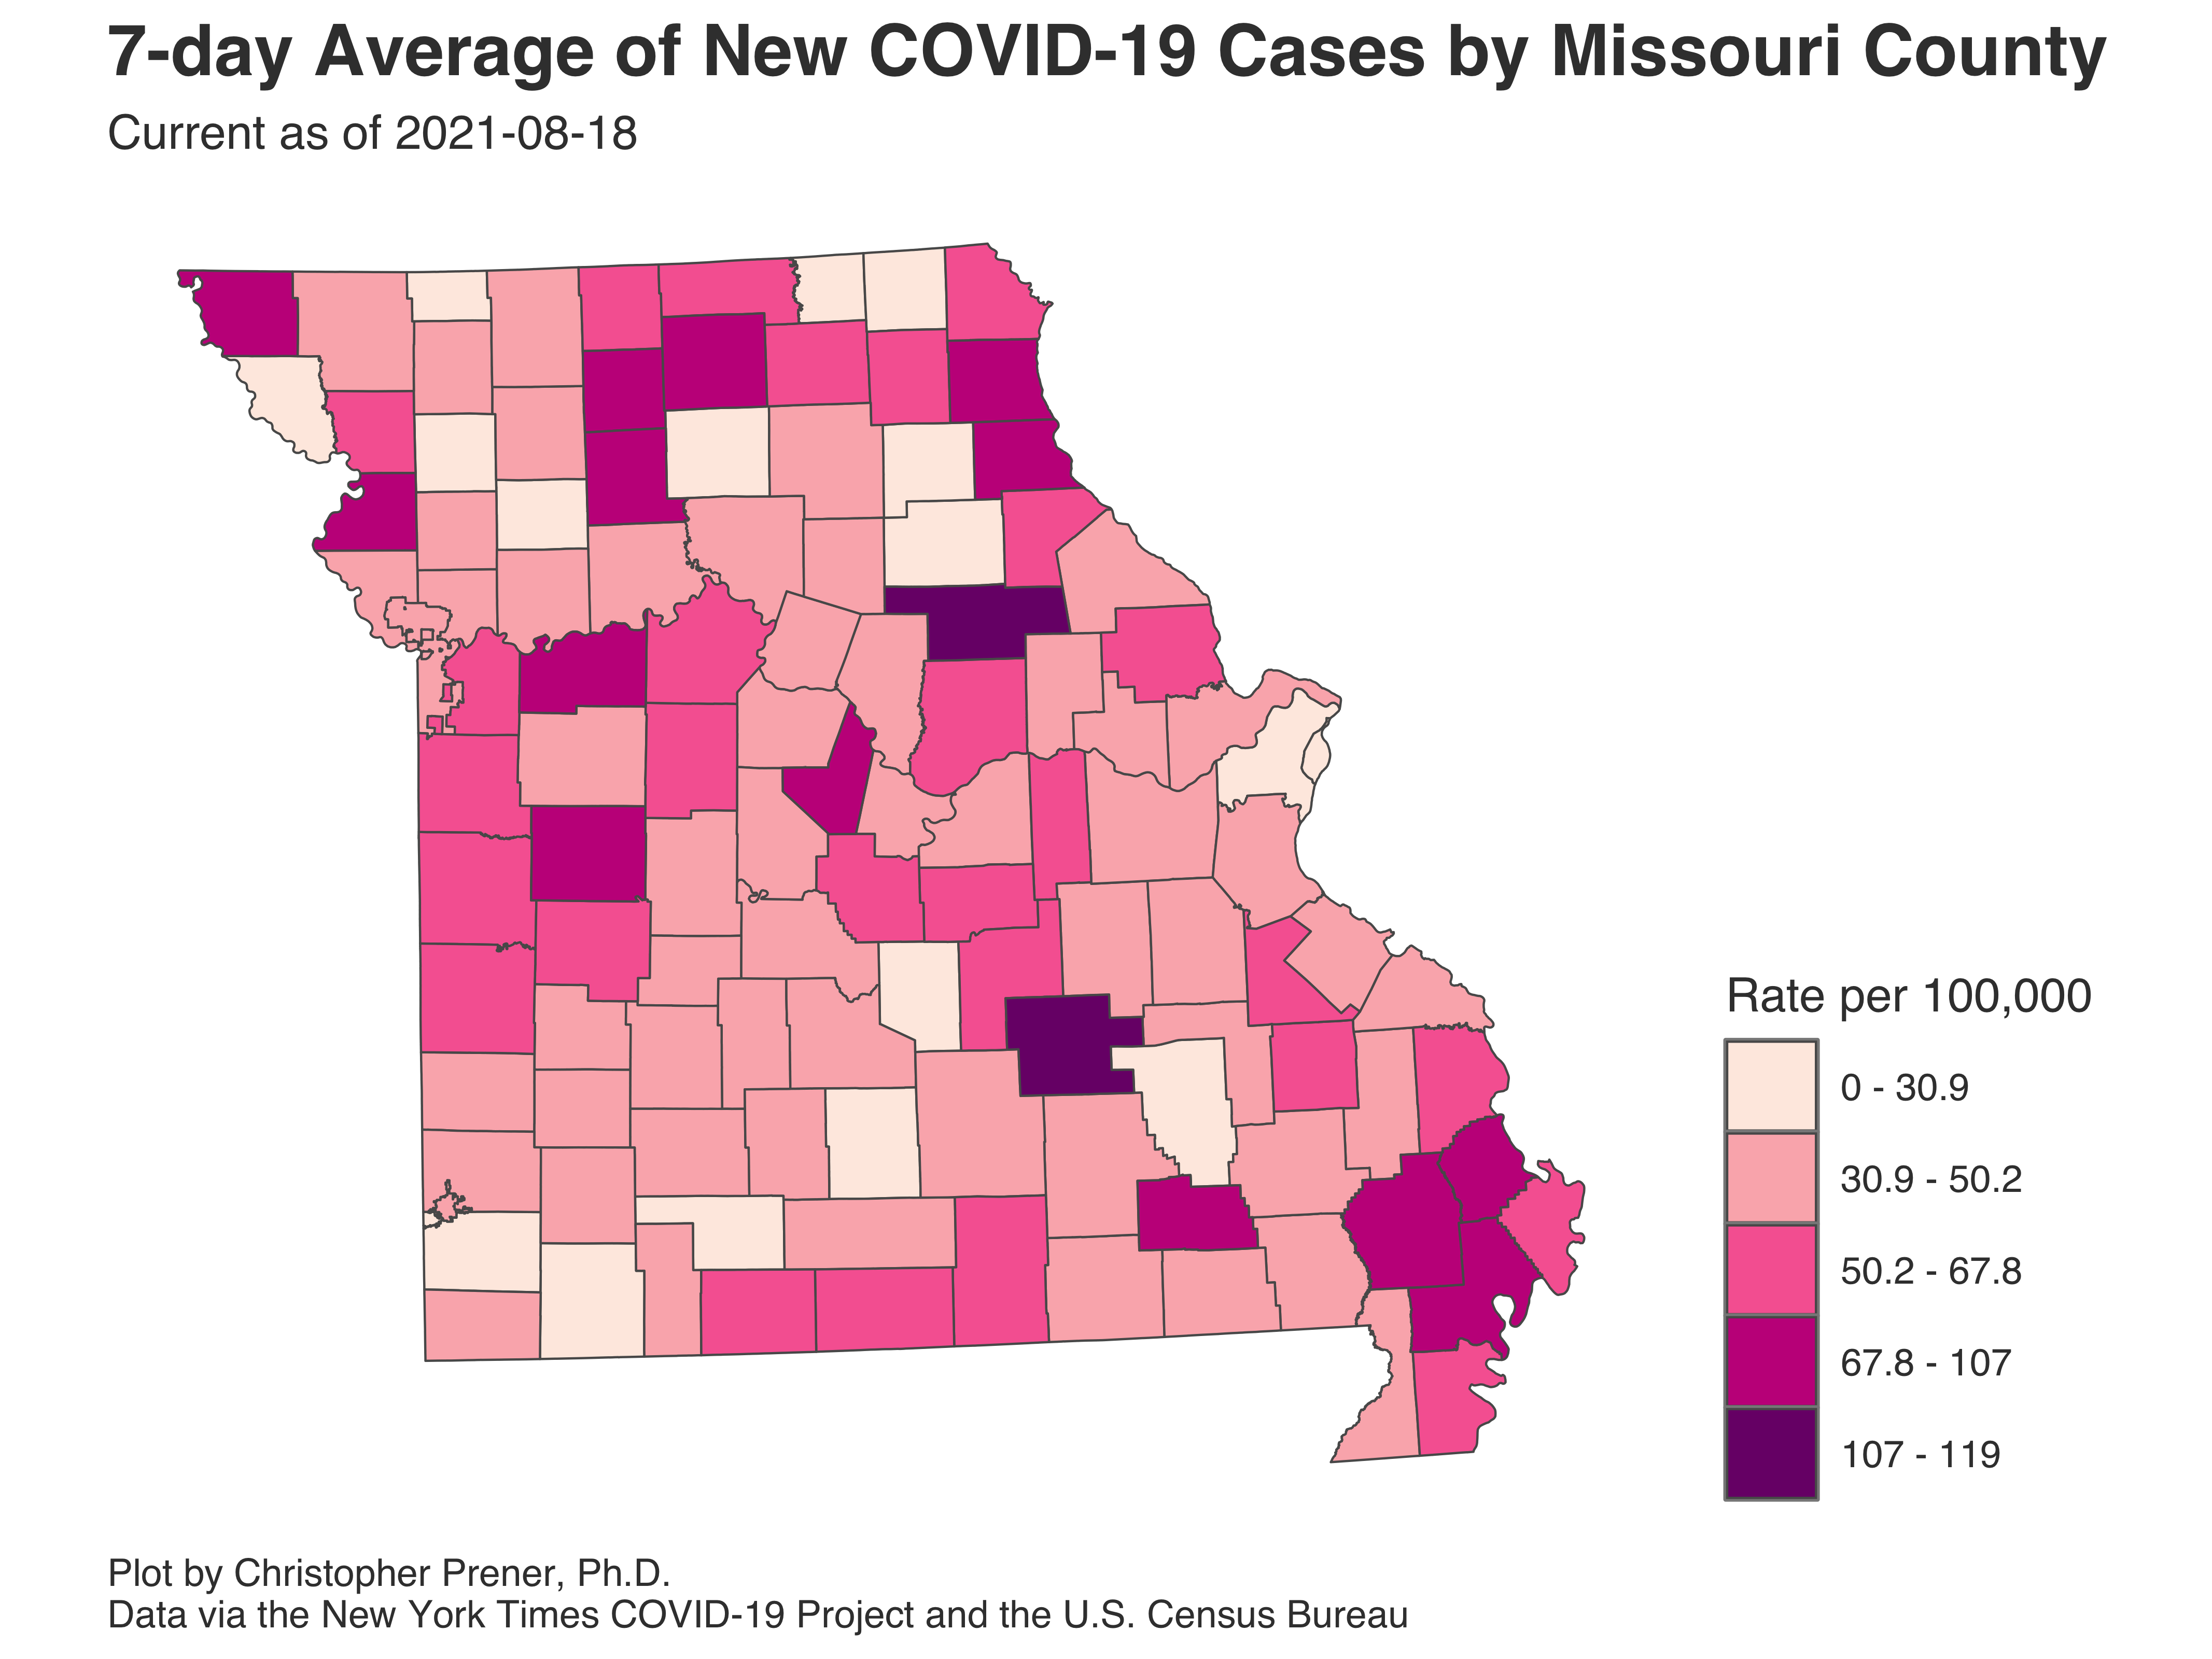 7-day Average of New COVID-19 Cases by Missouri County
Current as of 2021-08-18
Rate per 100,000
0 - 30.9
30.9 - 50.2
50.2 - 67.8
67.8 - 107
107 - 119
Plot by Christopher Prener, Ph.D.
Data via the New York Times COVID-19 Project and the U.S. Census Bureau